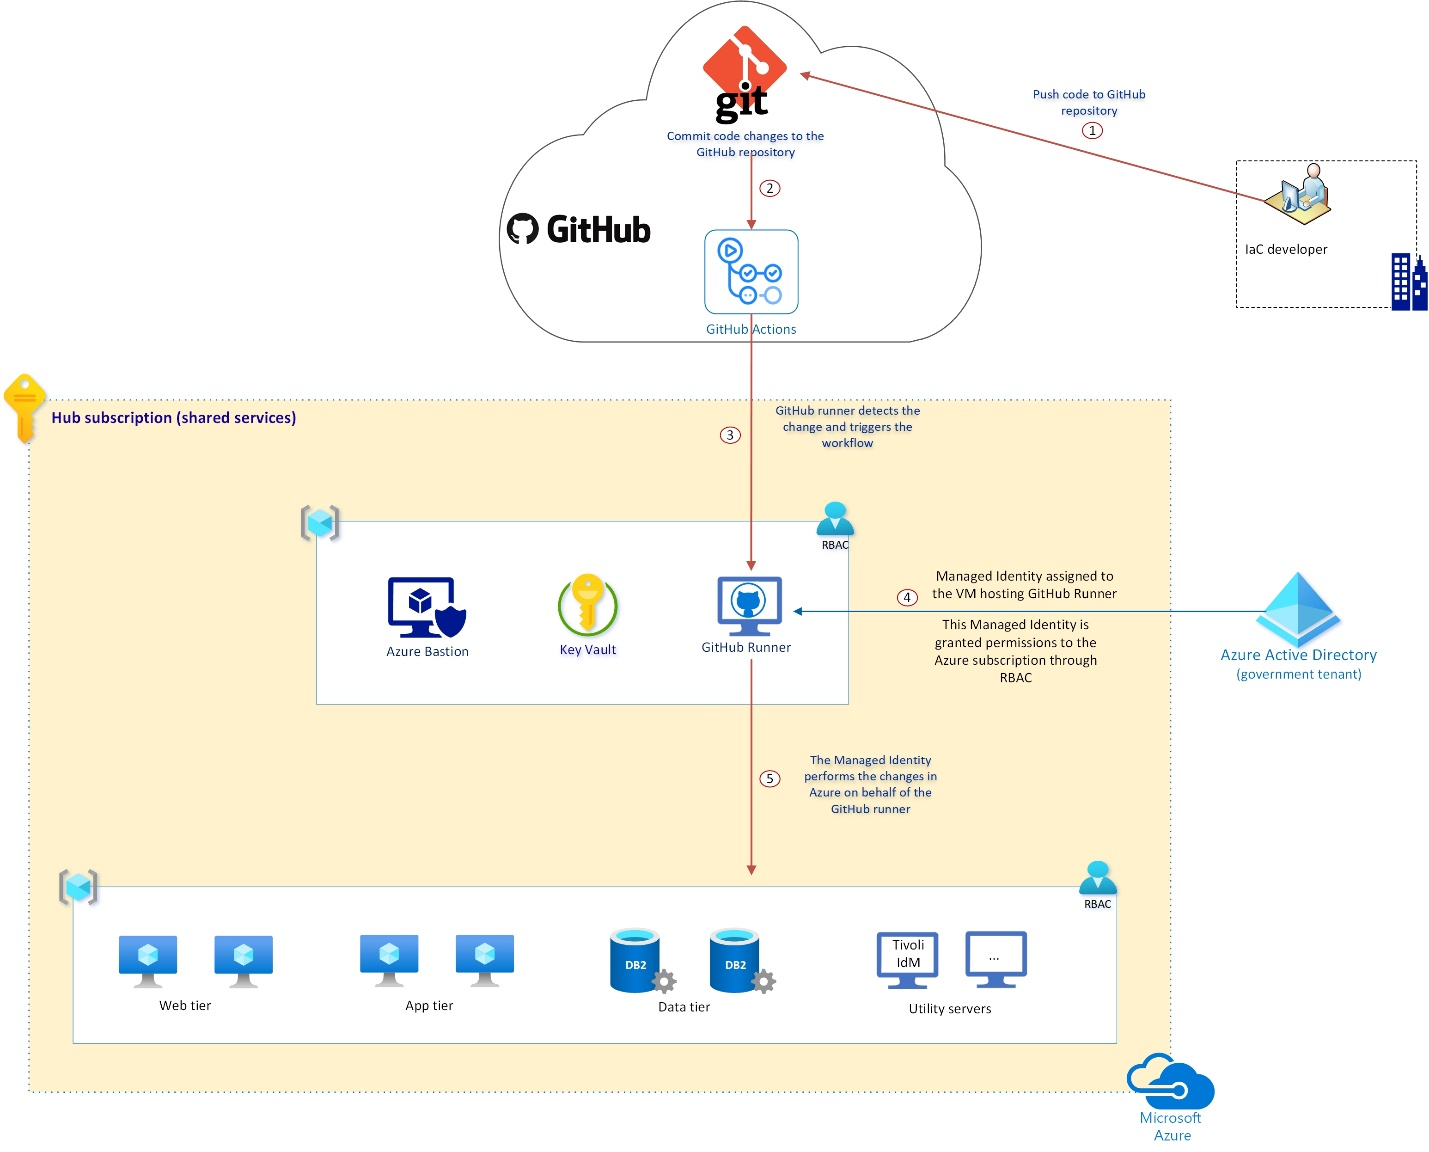 git
Commit code changes to the
GitHub repository
Push code to GitHub
repository
1
2
GitHub
IaC developer
GitHub Actions
Hub subscription (shared services)
3
GitHub runner detects the
change and triggers the
workflow
RBAC
Azure Bastion
Key Vault
GitHub Runner
4
Managed Identity assigned to
the VM hosting GitHub Runner
This Managed Identity is
granted permissions to the
Azure subscription through
RBAC
Azure Active Directory
(government tenant)
5
The Managed Identity
performs the changes in
Azure on behalf of the
GitHub runner
RBAC
Web tier
App tier
DB2
DB2
Data tier
Tivoli
IdM
...
Utility servers
Microsoft
Azure